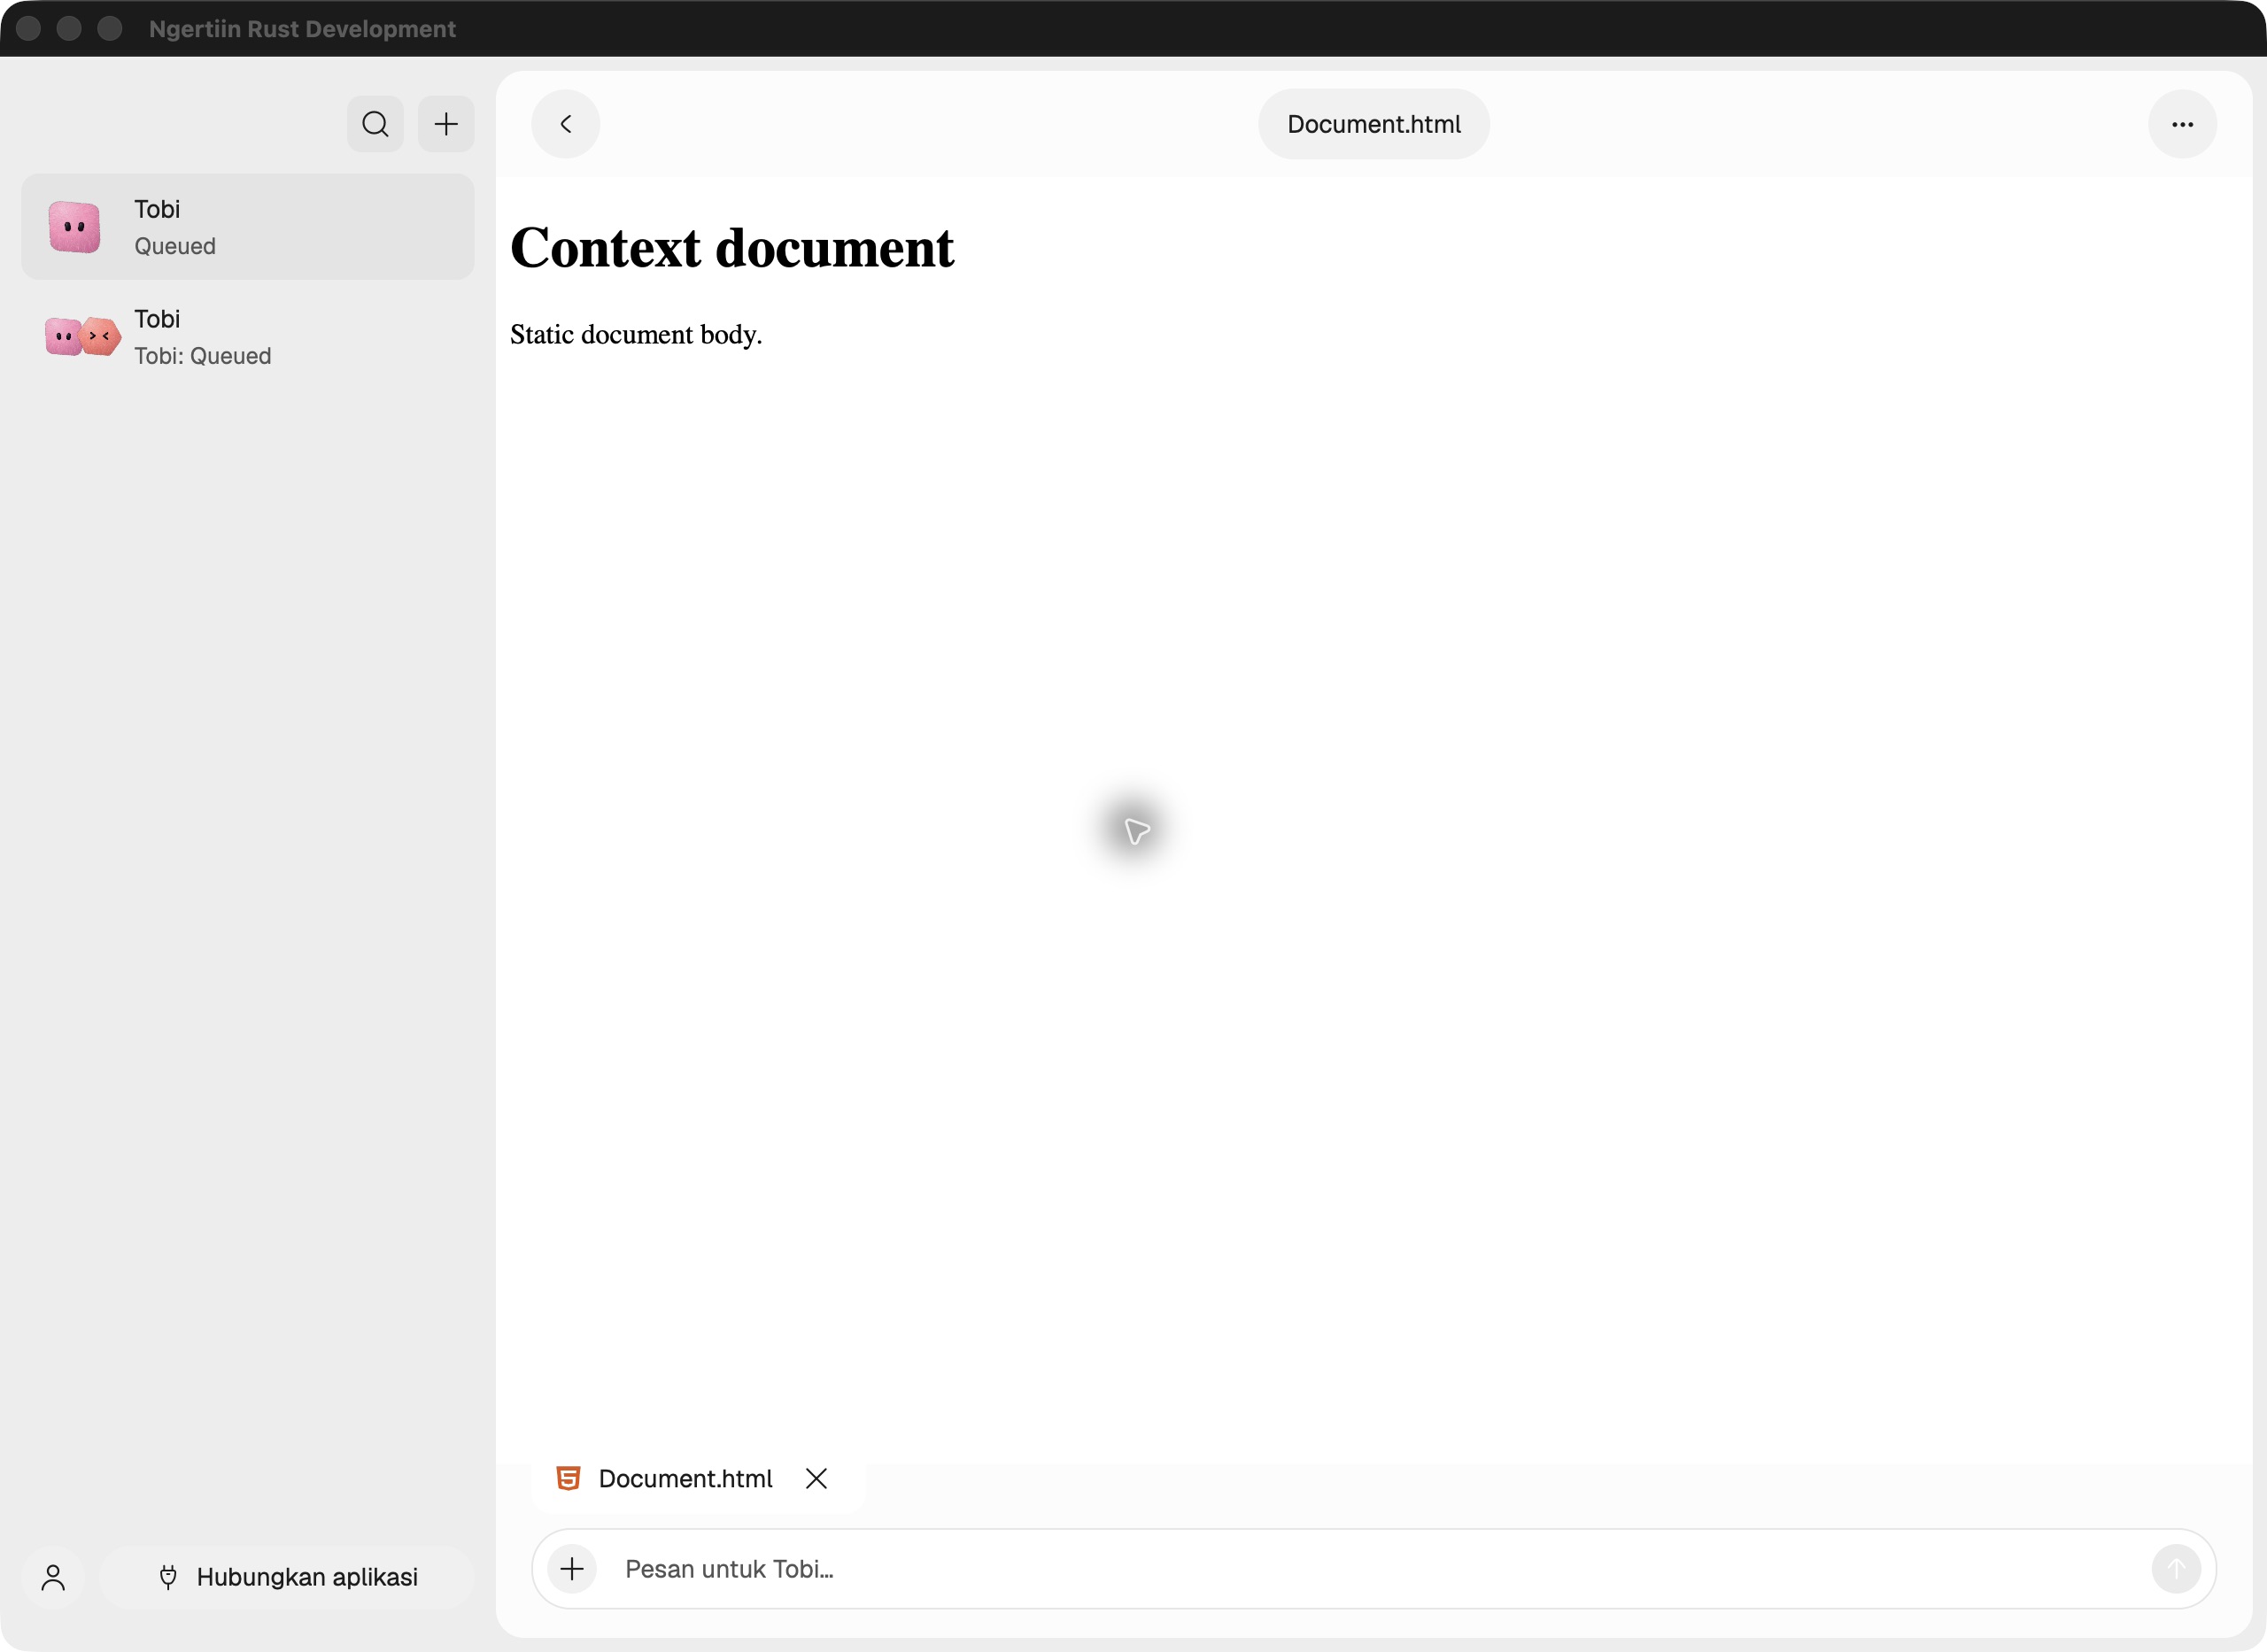 Ngertiin Rust Development
Tobi
Queued
Tobi
Tobi: Queued
Hubungkan aplikasi
Document.html
Context document
Static document body.
Document.html
Pesan untuk Tobi...